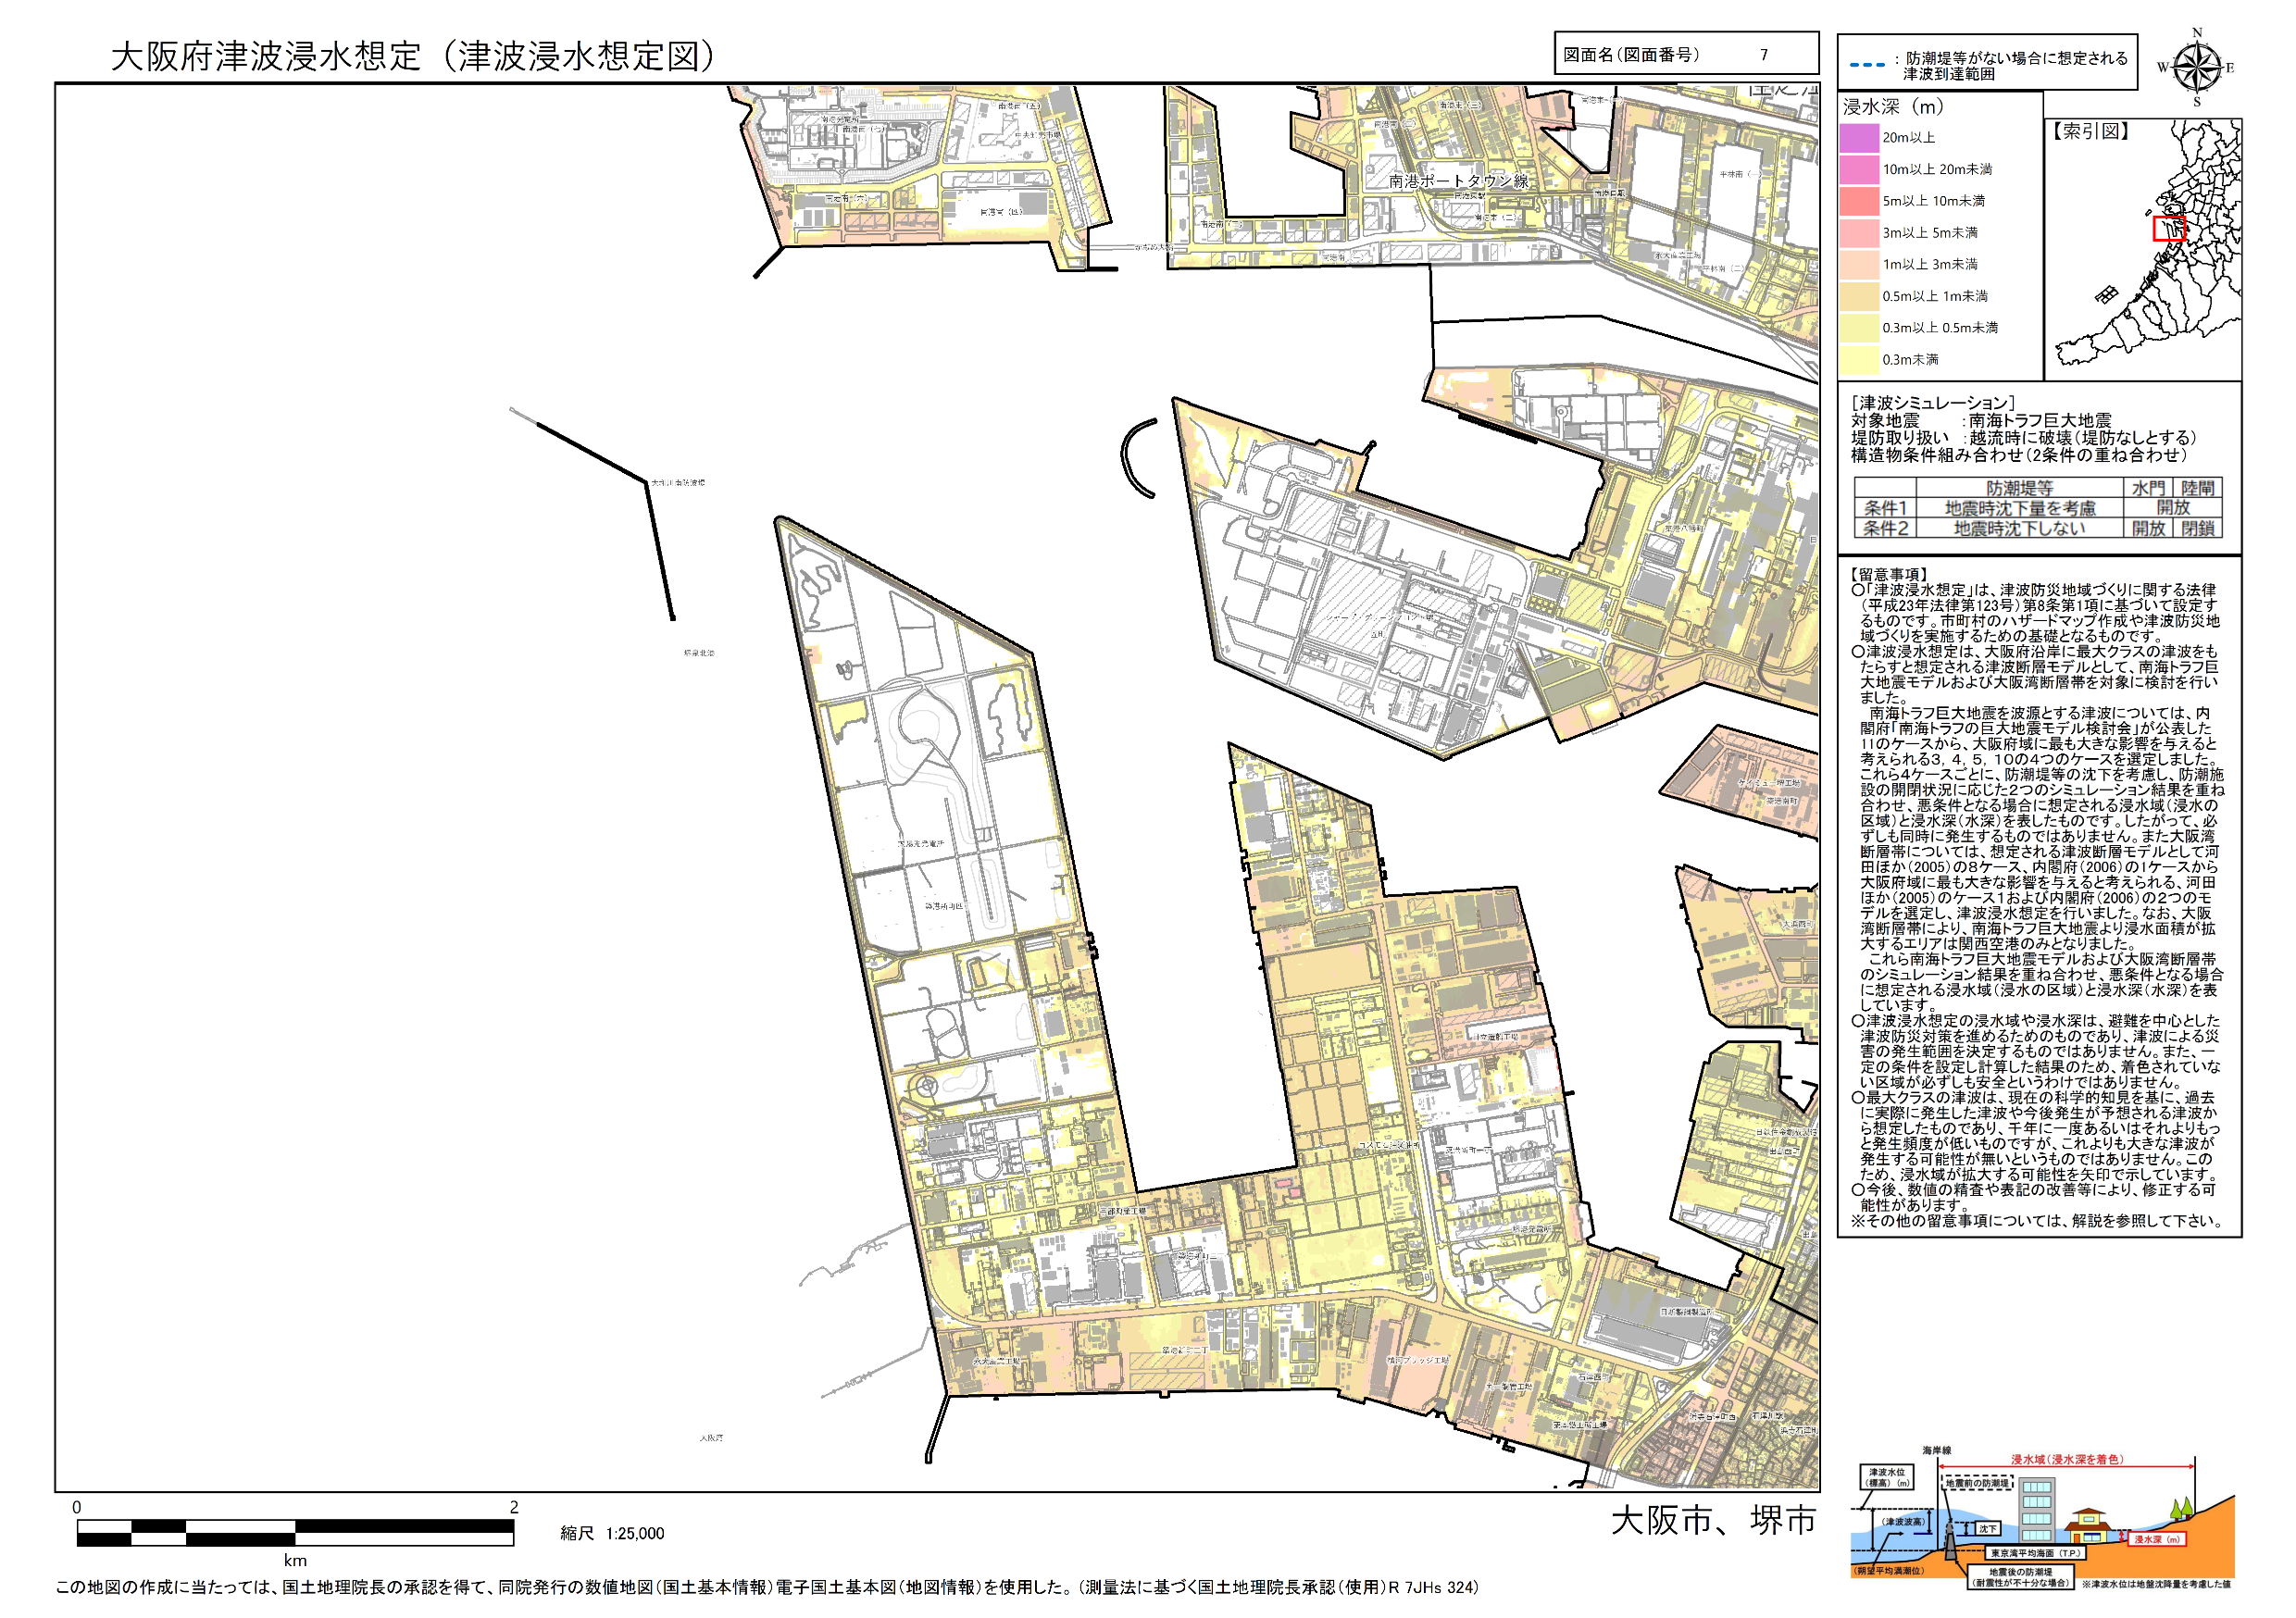 大阪府津波浸水想定（津波浸水想定図）
図面名（図面番号）　7
：防潮堤等がない場合に想定される
津波到達範囲
N
W
E
S
浸水深（m）
20m以上
10m以上 20m未満
5m以上 10m未満
3m以上 5m未満
1m以上 3m未満
0.5m以上 1m未満
0.3m以上 0.5m未満
0.3m未満
【索引図】
［津波シミュレーション］
対象地震　　：南海トラフ巨大地震
堤防取り扱い　：越流時に破壊（堤防なしとする）
構造物条件組み合わせ（2条件の重ね合わせ）
防潮堤等　水門　陸閘
条件1　地震時沈下量を考慮　開放
条件2　地震時沈下しない　開放　閉鎖
【留意事項】
○「津波浸水想定」は、津波防災地域づくりに関する法律
（平成23年法律第123号）第8条第1項に基づいて設定す
るものです。市町村のハザードマップ作成や津波防災地
域づくりを実施するための基礎となるものです。
○津波浸水想定は、大阪府沿岸に最大クラスの津波をも
たらすと想定される津波断層モデルとして、南海トラフ巨
大地震モデルおよび大阪湾断層帯を対象に検討を行い
ました。
南海トラフ巨大地震を波源とする津波については、内
閣府「南海トラフの巨大地震モデル検討会」が公表した
11のケースから、大阪府域に最も大きな影響を与えると
考えられる3, 4, 5, 10の4つのケースを選定しました。
これら4ケースごとに、防潮堤等の沈下を考慮し、防潮施
設の開閉状況に応じた2つのシミュレーション結果を重ね
合わせ、悪条件となる場合に想定される浸水域（浸水の
区域）と浸水深（水深）を表したものです。したがって、必
ずしも同時に発生するものではありません。また大阪湾
断層帯については、想定される津波断層モデルとして河
田ほか（2005）の8ケース、内閣府（2006）の1ケースから
大阪府域に最も大きな影響を与えると考えられる、河田
ほか（2005）のケース1および内閣府（2006）の2つのモ
デルを選定し、津波浸水想定を行いました。なお、大阪
湾断層帯により、南海トラフ巨大地震より浸水面積が拡
大するエリアは関西空港のみとなりました。
これら南海トラフ巨大地震モデルおよび大阪湾断層帯
のシミュレーション結果を重ね合わせ、悪条件となる場合
に想定される浸水域（浸水の区域）と浸水深（水深）を表
しています。
○津波浸水想定の浸水域や浸水深は、避難を中心とした
津波防災対策を進めるためのものであり、津波による災
害の発生範囲を決定するものではありません。また、一
定の条件を設定し計算した結果のため、着色されていな
い区域が必ずしも安全というわけではありません。
○最大クラスの津波は、現在の科学的知見を基に、過去
に実際に発生した津波や今後発生が予想される津波か
ら想定したものであり、千年に一度あるいはそれよりもっ
と発生頻度が低いものですが、これよりも大きな津波が
発生する可能性が無いというものではありません。この
ため、浸水域が拡大する可能性を矢印で示しています。
○今後、数値の精査や表記の改善等により、修正する可
能性があります。
※その他の留意事項については、解説を参照して下さい。
南港ポートタウン線
大和川南防波堤
堺泉北港
大阪湾
海岸線
浸水域（浸水深を着色）
津波水位
（標高）（m）
地震前の防潮堤
（津波波高）
沈下
浸水深（m）
東京湾平均海面（T.P.）
（朔望平均満潮位）
地震後の防潮堤
（耐震性が不十分な場合）
※津波水位は地盤沈降量を考慮した値
0　2
km
縮尺　1:25,000
大阪市、堺市
この地図の作成に当たっては、国土地理院長の承認を得て、同院発行の数値地図（国土基本情報）電子国土基本図（地図情報）を使用した。（測量法に基づく国土地理院長承認（使用）R 7JHs 324）